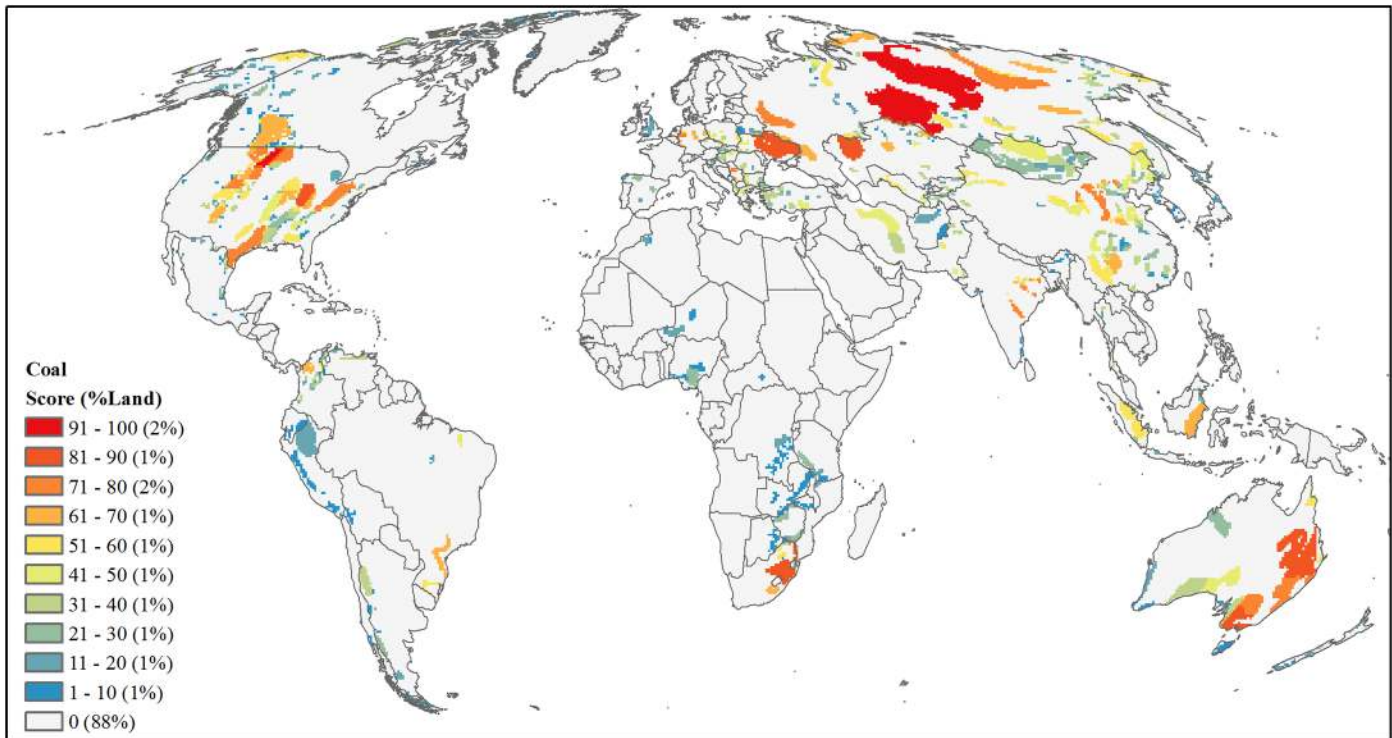 Coal
Score (%Land)
91 - 100 (2%)
81 - 90 (1%)
71 - 80 (2%)
61 - 70 (1%)
51 - 60 (1%)
41 - 50 (1%)
31 - 40 (1%)
21 - 30 (1%)
11 - 20 (1%)
1 - 10 (1%)
0 (88%)